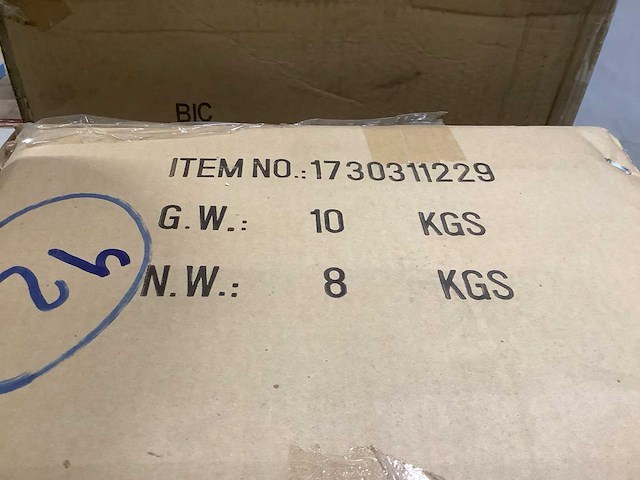 BIC
ITEM NO.:1730311229
G.W.: 10 KGS
N.W.: 8 KGS